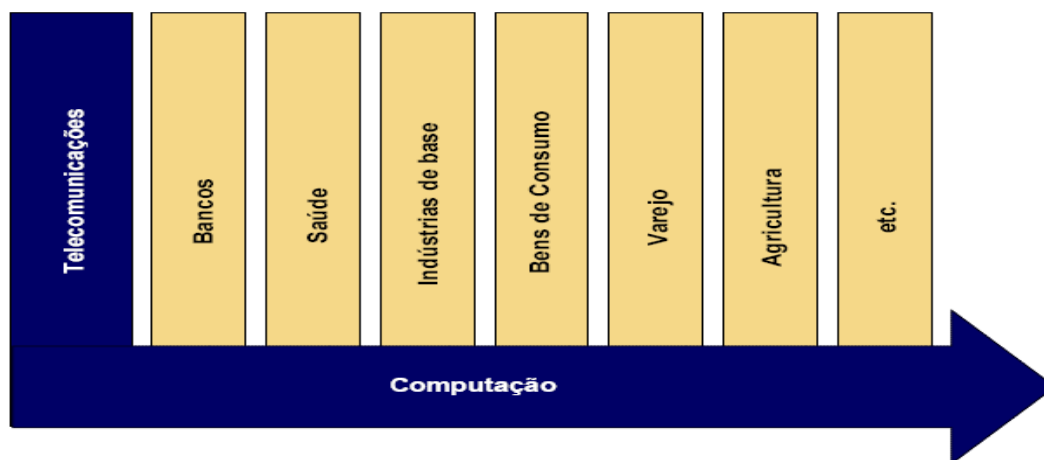 Telecomunicações
Bancos
Saúde
Indústrias de base
Bens de Consumo
Varejo
Agricultura
etc.
Computação